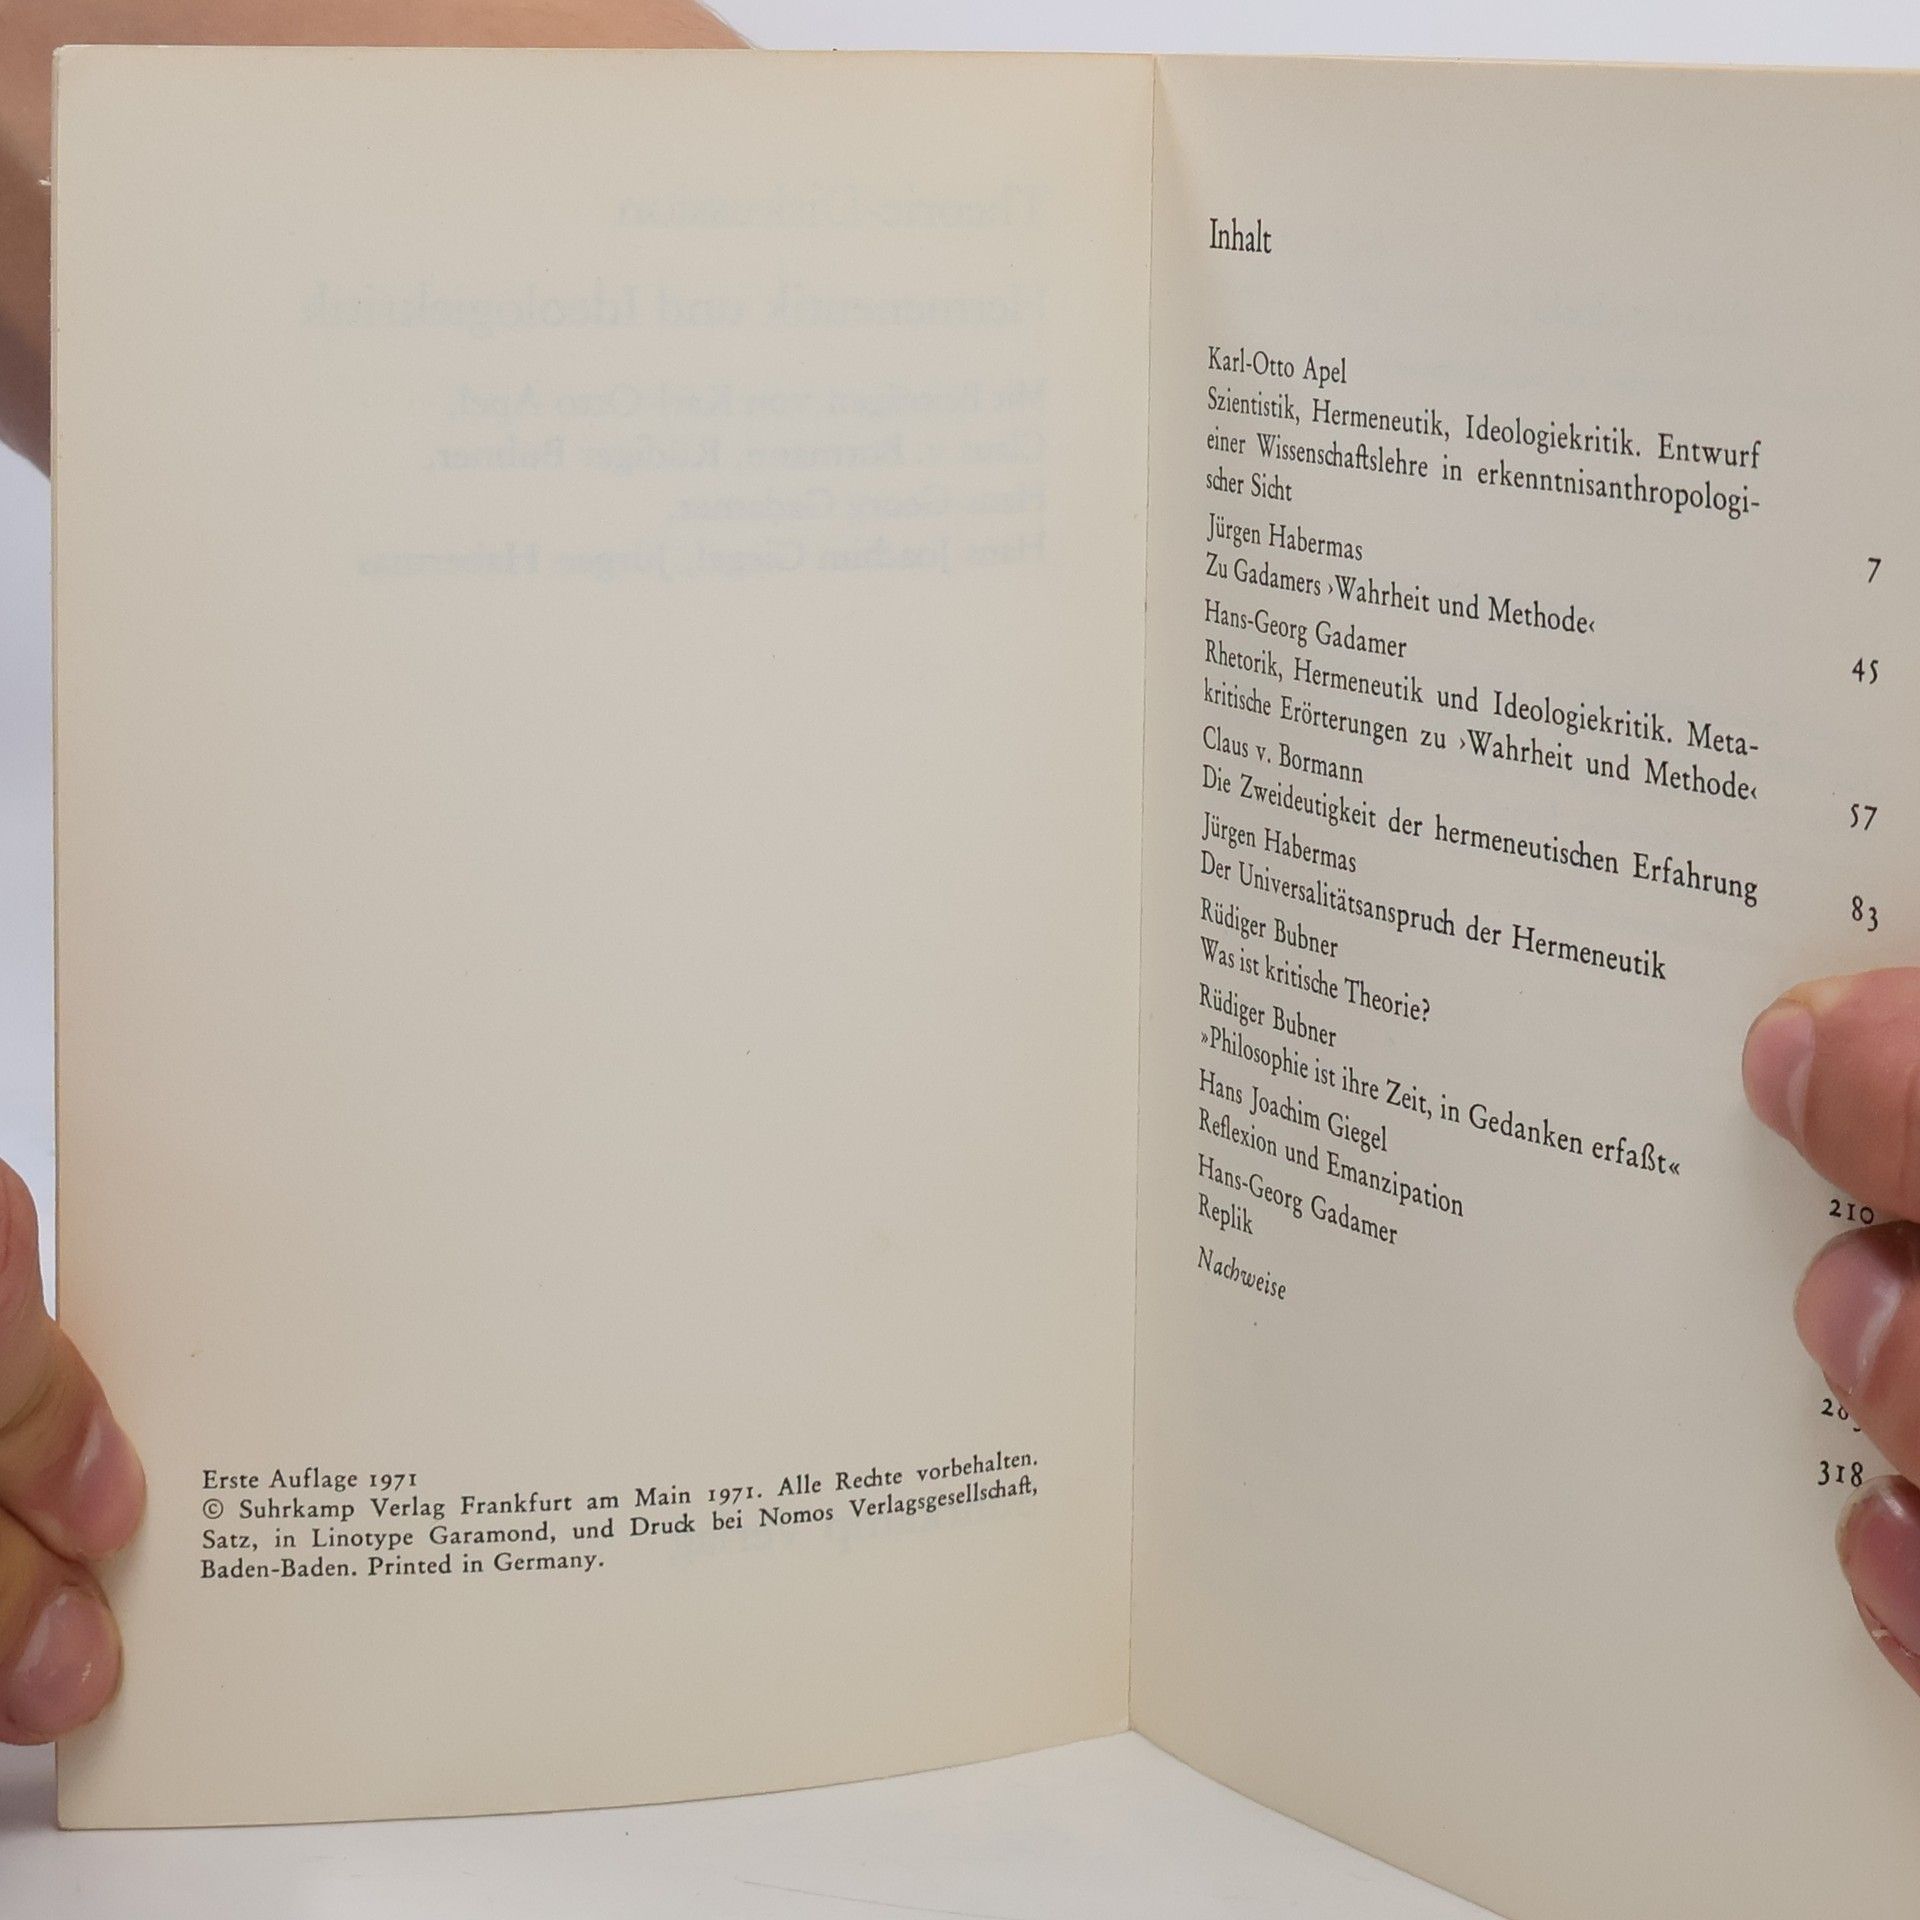 Erste Auflage 1971
© Suhrkamp Verlag Frankfurt am Main 1971. Alle Rechte vorbehalten.
Satz, in Linotype Garamond, und Druck bei Nomos Verlagsgesellschaft,
Baden-Baden. Printed in Germany.
Inhalt
Karl-Otto Apel
Szientistik, Hermeneutik, Ideologiekritik. Entwurf
einer Wissenschaftslehre in erkenntnisanthropologi-
scher Sicht 7
Jürgen Habermas
Zu Gadamers ›Wahrheit und Methode‹ 45
Hans-Georg Gadamer
Rhetorik, Hermeneutik und Ideologiekritik. Meta-
kritische Erörterungen zu ›Wahrheit und Methode‹ 57
Claus v. Bormann
Die Zweideutigkeit der hermeneutischen Erfahrung 83
Jürgen Habermas
Der Universalitätsanspruch der Hermeneutik
Rüdiger Bubner
Was ist kritische Theorie?
Rüdiger Bubner
»Philosophie ist ihre Zeit, in Gedanken erfaßt« 210
Hans Joachim Giegel
Reflexion und Emanzipation
Hans-Georg Gadamer
Replik
Nachweise 318